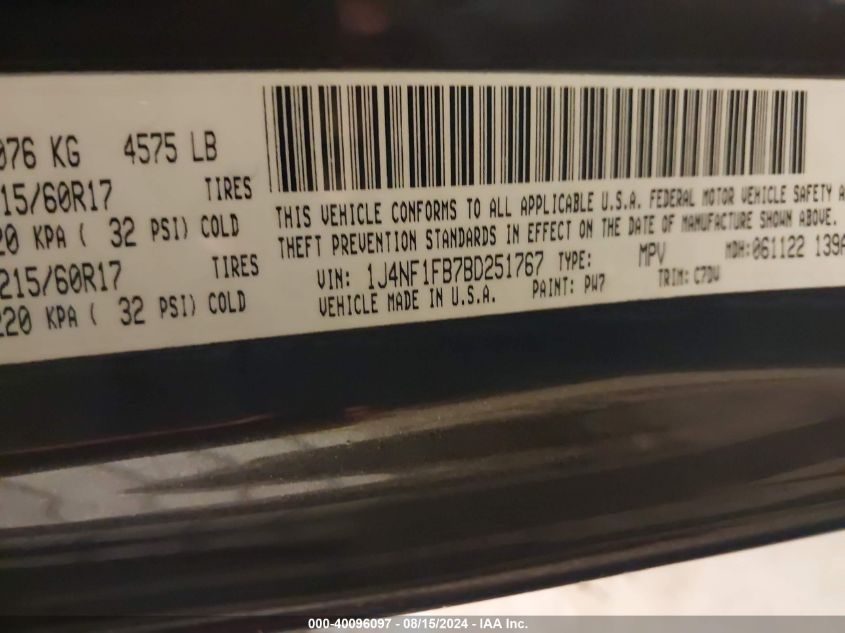 076 KG 4575 LB
15/60R17 TIRES
20 KPA ( 32 PSI) COLD
215/60R17 TIRES
220 KPA ( 32 PSI) COLD
THIS VEHICLE CONFORMS TO ALL APPLICABLE U.S.A. FEDERAL MOTOR VEHICLE SAFETY A
THEFT PREVENTION STANDARDS IN EFFECT ON THE DATE OF MANUFACTURE SHOWN ABOVE.
VIN: 1J4NF1FB7BD251767 TYPE: MPV MDH:061122 139A
VEHICLE MADE IN U.S.A. PAINT: PW7 TRIM: C7DW
000-40096097 - 08/15/2024 - IAA Inc.